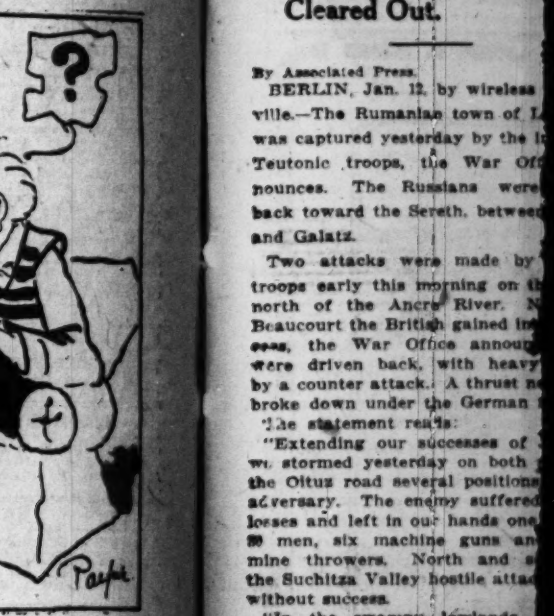 ?
Cleared Out.
By Associated Press.
BERLIN, Jan. 12, by wireless
ville.—The Rumanian town of
was captured yesterday by the
Teutonic troops, the War
nounces. The Russians were
back toward the Sereth, between
and Galatz.
Two attacks were made by
troops early this morning on
north of the Ancre River.
Beaucourt the British gained
the War Office
were driven back, with heavy
by a counter attack. A thrust
broke down under the German
The statement reads:
"Extending our successes of
we stormed yesterday on both
the Oituz road several positions
adversary. The enemy suffered
losses and left in our hands one
men, six machine guns
mine throwers. North and
the Suchitza Valley hostile
without success.